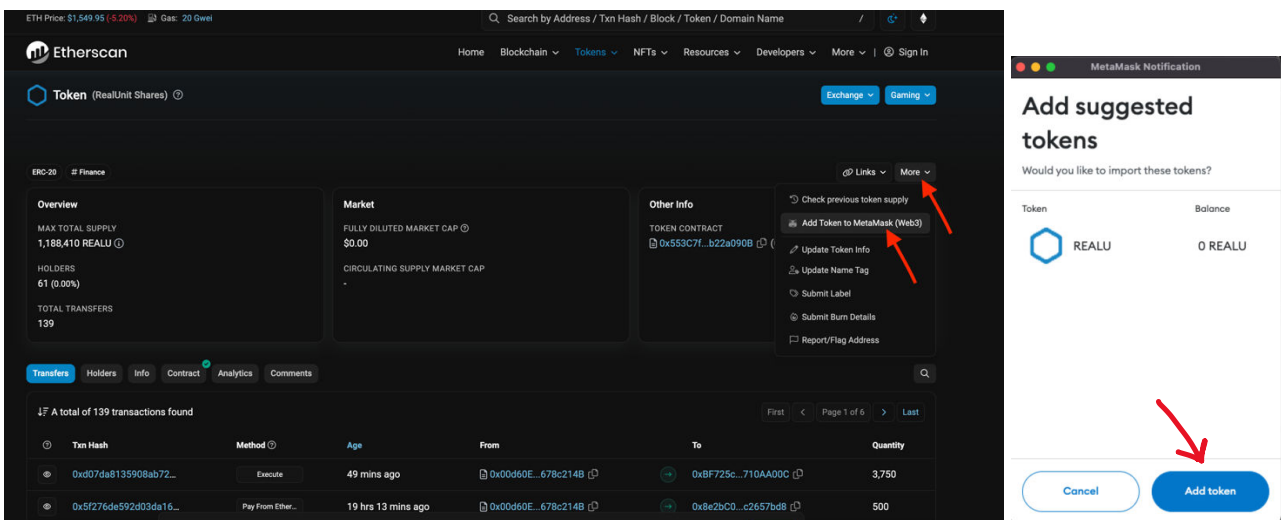 ETH Price: $1,549.95 (-5.20%) Gas: 20 Gwei
Search by Address / Txn Hash / Block / Token / Domain Name /
Etherscan
Home Blockchain Tokens NFTs Resources Developers More | Sign In
Token (RealUnit Shares)
Exchange Gaming
ERC-20 # Finance
Links More
Overview
MAX TOTAL SUPPLY
1,188,410 REALU
HOLDERS
61 (0.00%)
TOTAL TRANSFERS
139
Market
FULLY DILUTED MARKET CAP
$0.00
CIRCULATING SUPPLY MARKET CAP
-
Other Info
TOKEN CONTRACT
0x553C7f...b22a090B (
Check previous token supply
Add Token to MetaMask (Web3)
Update Token Info
Update Name Tag
Submit Label
Submit Burn Details
Report/Flag Address
Transfers Holders Info Contract Analytics Comments
A total of 139 transactions found
First < Page 1 of 6 > Last
Txn Hash Method Age From To Quantity
0xd07da8135908ab72... Execute 49 mins ago 0x00d60E...678c214B 0xBF725c...710AA00C 3,750
0x5f276de592d03da16... Pay From Ether... 19 hrs 13 mins ago 0x00d60E...678c214B 0x8e2bC0...c2657bd8 500
MetaMask Notification
Add suggested
tokens
Would you like to import these tokens?
Token Balance
REALU 0 REALU
Cancel Add token